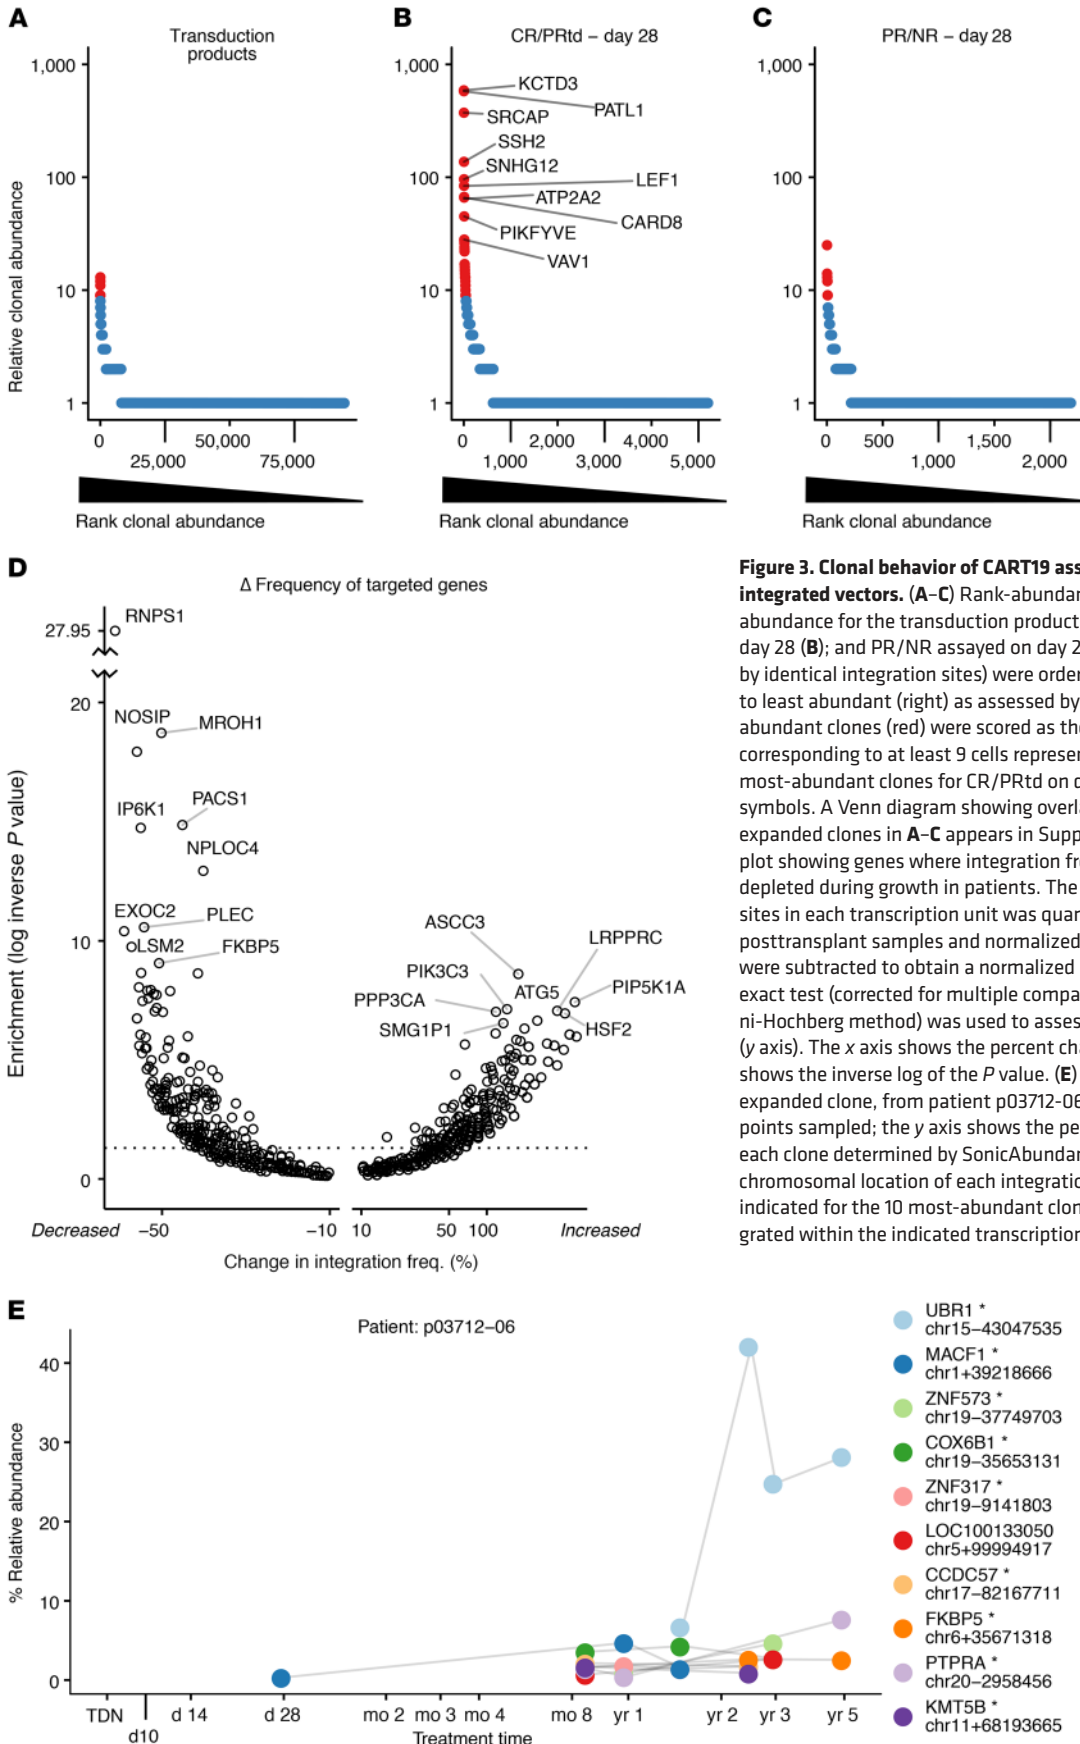 A
Transduction
products
1,000
100
10
1
Relative clonal abundance
0
50,000
25,000
75,000
Rank clonal abundance
B
CR/PRtd – day 28
1,000
100
10
1
KCTD3
PATL1
SRCAP
SSH2
SNHG12
LEF1
ATP2A2
CARD8
PIKFYVE
VAV1
0
2,000
4,000
1,000
3,000
5,000
Rank clonal abundance
C
PR/NR – day 28
1,000
100
10
1
0
500
1,500
1,000
2,000
Rank clonal abundance
D
Δ Frequency of targeted genes
27.95
20
10
0
Enrichment (log inverse P value)
RNPS1
NOSIP
MROH1
IP6K1
PACS1
NPLOC4
EXOC2
PLEC
LSM2
FKBP5
ASCC3
LRPPRC
PIK3C3
ATG5
PIP5K1A
PPP3CA
SMG1P1
HSF2
Decreased
−50
−10
10
50
100
Increased
Change in integration freq. (%)
Figure 3. Clonal behavior of CART19 ass
integrated vectors. (A–C) Rank-abundar
abundance for the transduction product
day 28 (B); and PR/NR assayed on day 2
by identical integration sites) were order
to least abundant (right) as assessed by
abundant clones (red) were scored as the
corresponding to at least 9 cells represen
most-abundant clones for CR/PRtd on d
symbols. A Venn diagram showing overla
expanded clones in A–C appears in Supp
plot showing genes where integration fre
depleted during growth in patients. The
sites in each transcription unit was quar
posttransplant samples and normalized
were subtracted to obtain a normalized
exact test (corrected for multiple compa
ni-Hochberg method) was used to asses
(y axis). The x axis shows the percent cha
shows the inverse log of the P value. (E)
expanded clone, from patient p03712-06
points sampled; the y axis shows the pe
each clone determined by SonicAbundar
chromosomal location of each integratio
indicated for the 10 most-abundant clon
grated within the indicated transcription
E
Patient: p03712–06
40
30
20
10
0
% Relative abundance
TDN
d10
d 14
d 28
mo 2
mo 3
mo 4
mo 8
yr 1
yr 2
yr 3
yr 5
Treatment time
UBR1 *
chr15−43047535
MACF1 *
chr1+39218666
ZNF573 *
chr19−37749703
COX6B1 *
chr19−35653131
ZNF317 *
chr19−9141803
LOC100133050
chr5+99994917
CCDC57 *
chr17−82167711
FKBP5 *
chr6+35671318
PTPRA *
chr20−2958456
KMT5B *
chr11+68193665